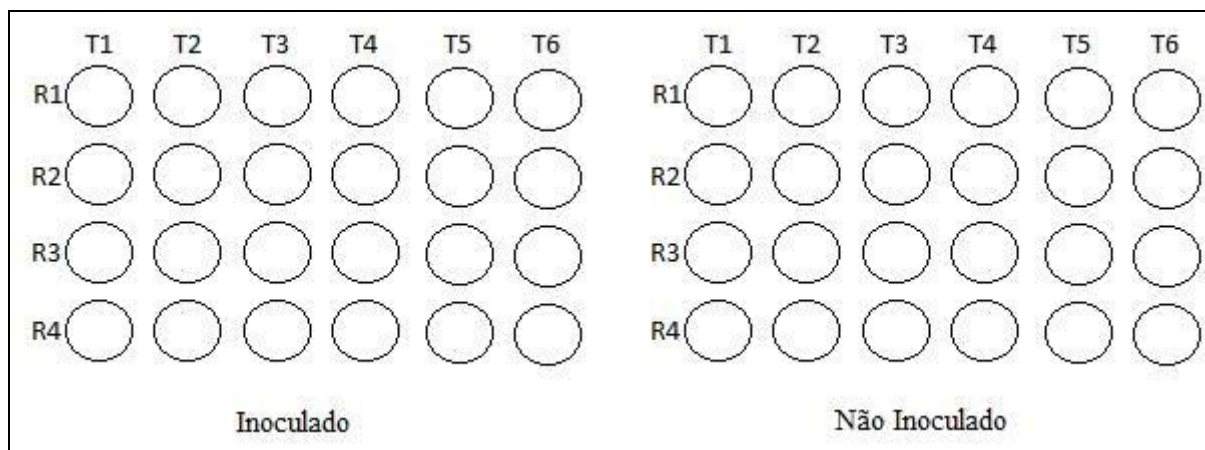 T1 T2 T3 T4 T5 T6 T1 T2 T3 T4 T5 T6
R1 R1
R2 R2
R3 R3
R4 R4
Inoculado Não Inoculado